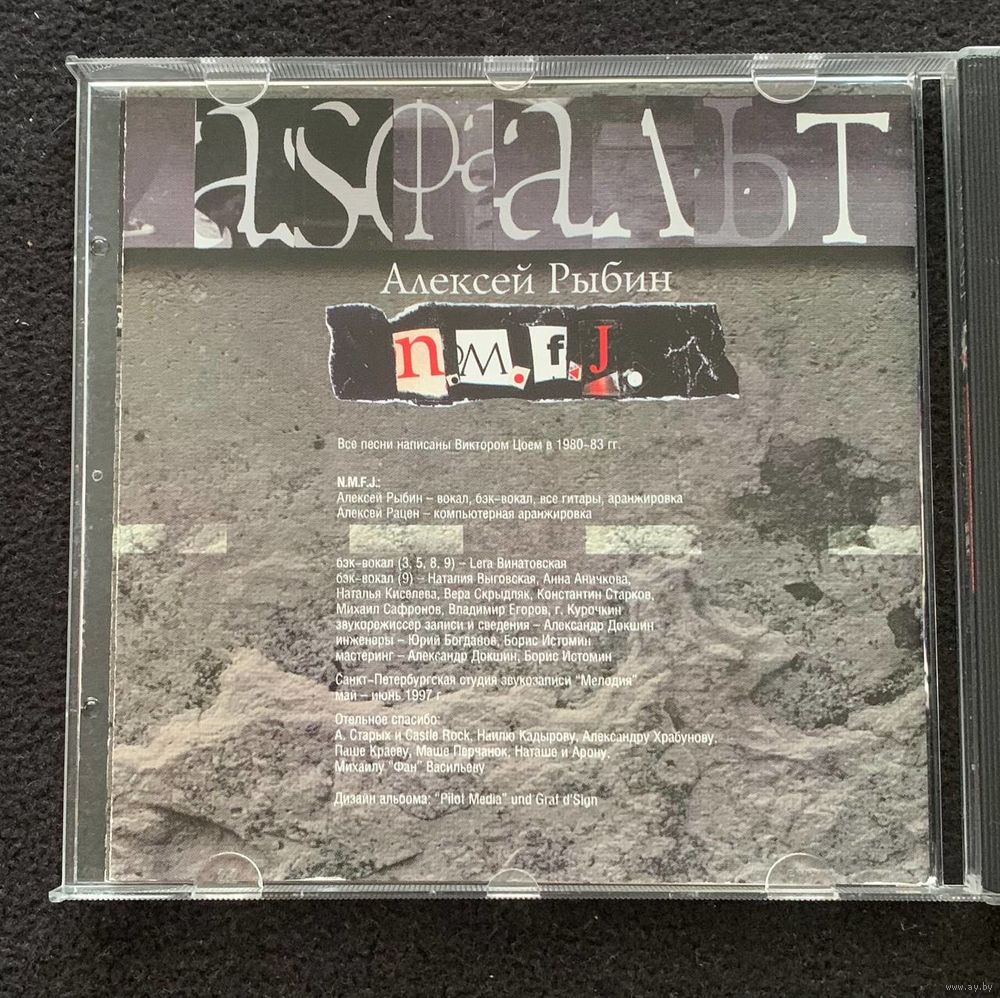 аsфальт
Алексей Рыбин
n.м.f.J.
Все песни написаны Виктором Цоем в 1980-83 гг.
N.M.F.J.:
Алексей Рыбин – вокал, бэк-вокал, все гитары, аранжировка
Алексей Рацен – компьютерная аранжировка
бэк-вокал (3, 5, 8, 9) – Lera Винатовская
бэк-вокал (9) – Наталия Выговская, Анна Аничкова,
Наталья Киселева, Вера Скрыдляк, Константин Старков,
Михаил Сафронов, Владимир Егоров, г. Курочкин
звукорежиссер записи и сведения – Александр Докшин
инженеры – Юрий Богданов, Борис Истомин
мастеринг – Александр Докшин, Борис Истомин
Санкт-Петербургская студия звукозаписи "Мелодия"
май – июнь 1997 г.
Отельное спасибо:
А. Старых и Castle Rock, Наилю Кадырову, Александру Храбунову,
Паше Краеву, Маше Перчанок, Наташе и Арону,
Михаилу "Фан" Васильеву
Дизайн альбома: "Pilot Media" und Graf d'Sign
www.ay.by